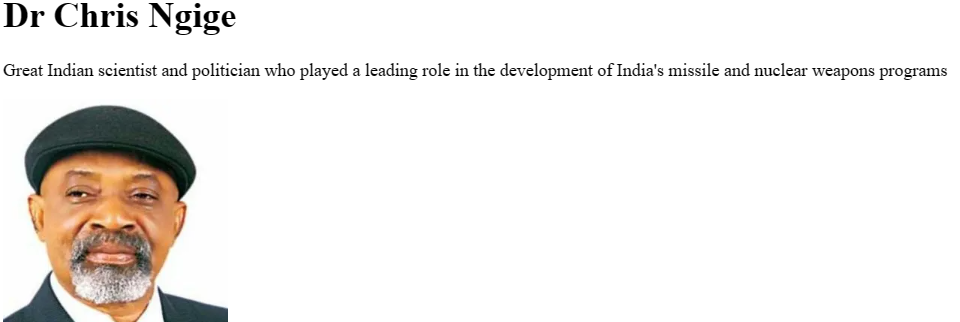 Dr Chris Ngige
Great Indian scientist and politician who played a leading role in the development of India's missile and nuclear weapons programs